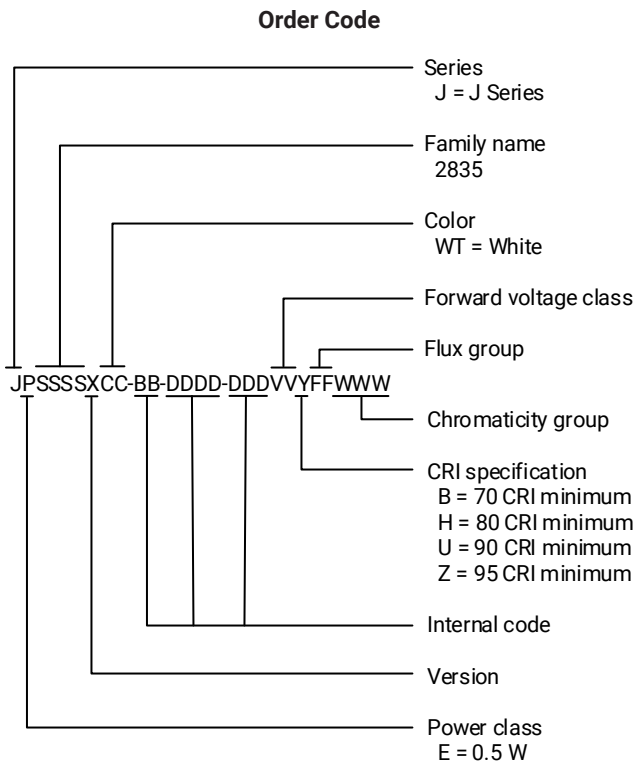 Order Code
Series
J = J Series
Family name
2835
Color
WT = White
Forward voltage class
Flux group
JPSSSSXCC-BB-DDDD-DDDVVYFFWWW
Chromaticity group
CRI specification
B = 70 CRI minimum
H = 80 CRI minimum
U = 90 CRI minimum
Z = 95 CRI minimum
Internal code
Version
Power class
E = 0.5 W